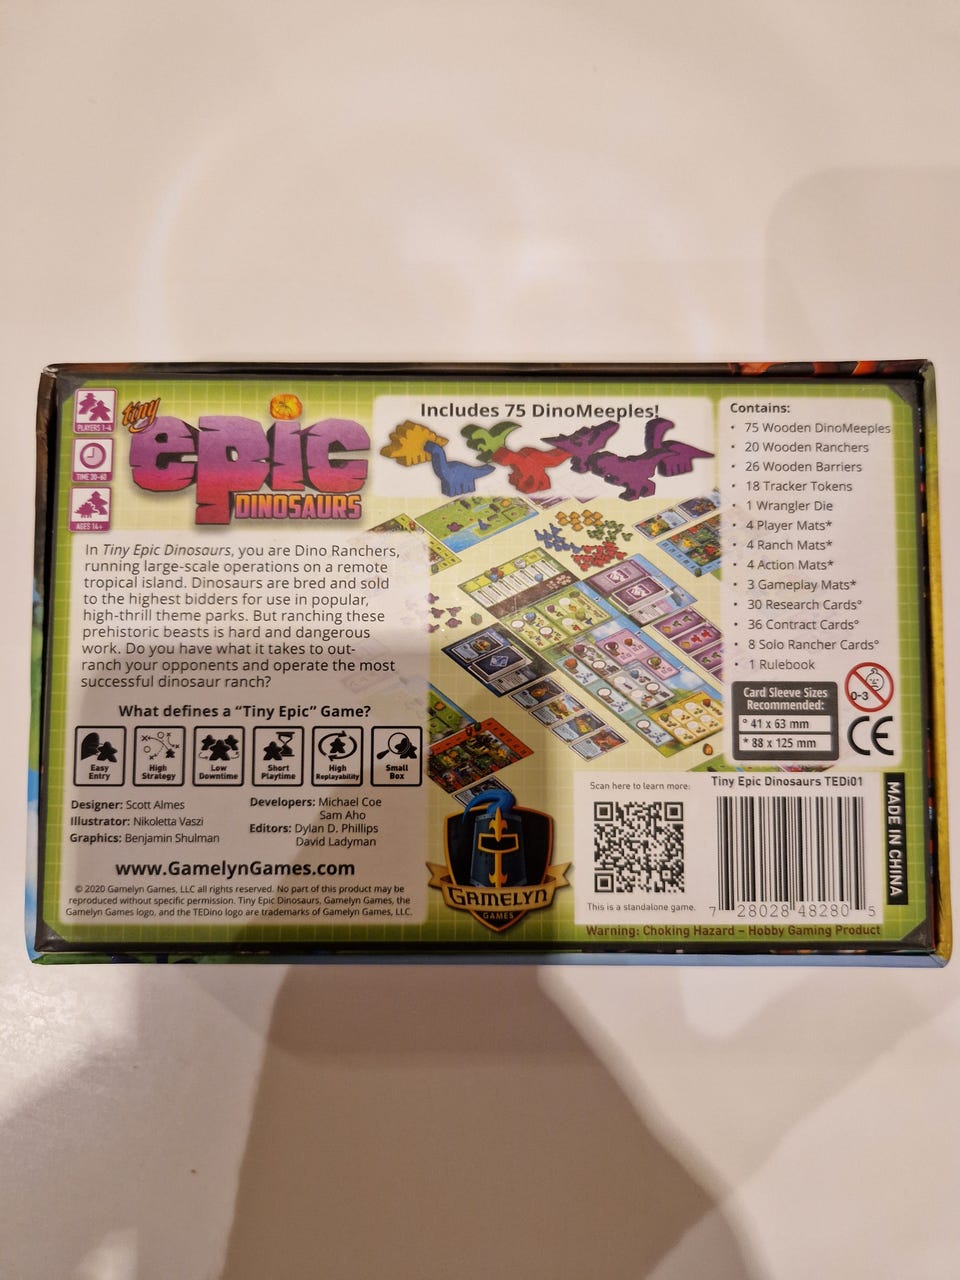 PLAYERS 1-4
TIME 30-60
AGES 14+
tiny
epic
DINOSAURS
In Tiny Epic Dinosaurs, you are Dino Ranchers,
running large-scale operations on a remote
tropical island. Dinosaurs are bred and sold
to the highest bidders for use in popular,
high-thrill theme parks. But ranching these
prehistoric beasts is hard and dangerous
work. Do you have what it takes to out-
ranch your opponents and operate the most
successful dinosaur ranch?
What defines a "Tiny Epic" Game?
Easy
Entry
High
Strategy
Low
Downtime
Short
Playtime
High
Replayability
Small
Box
Designer: Scott Almes
Illustrator: Nikoletta Vaszi
Graphics: Benjamin Shulman
Developers: Michael Coe
Sam Aho
Editors: Dylan D. Phillips
David Ladyman
www.GamelynGames.com
© 2020 Gamelyn Games, LLC all rights reserved. No part of this product may be
reproduced without specific permission. Tiny Epic Dinosaurs, Gamelyn Games, the
Gamelyn Games logo, and the TEDino logo are trademarks of Gamelyn Games, LLC.
Includes 75 DinoMeeples!
GAMELYN
GAMES
Contains:
• 75 Wooden DinoMeeples
• 20 Wooden Ranchers
• 26 Wooden Barriers
• 18 Tracker Tokens
• 1 Wrangler Die
• 4 Player Mats*
• 4 Ranch Mats*
• 4 Action Mats*
• 3 Gameplay Mats*
• 30 Research Cards°
• 36 Contract Cards°
• 8 Solo Rancher Cards°
• 1 Rulebook
Card Sleeve Sizes
Recommended:
° 41 x 63 mm
* 88 x 125 mm
0-3
CE
Scan here to learn more:
This is a standalone game.
Tiny Epic Dinosaurs TEDi01
7 28028 48280 5
MADE IN CHINA
Warning: Choking Hazard – Hobby Gaming Product